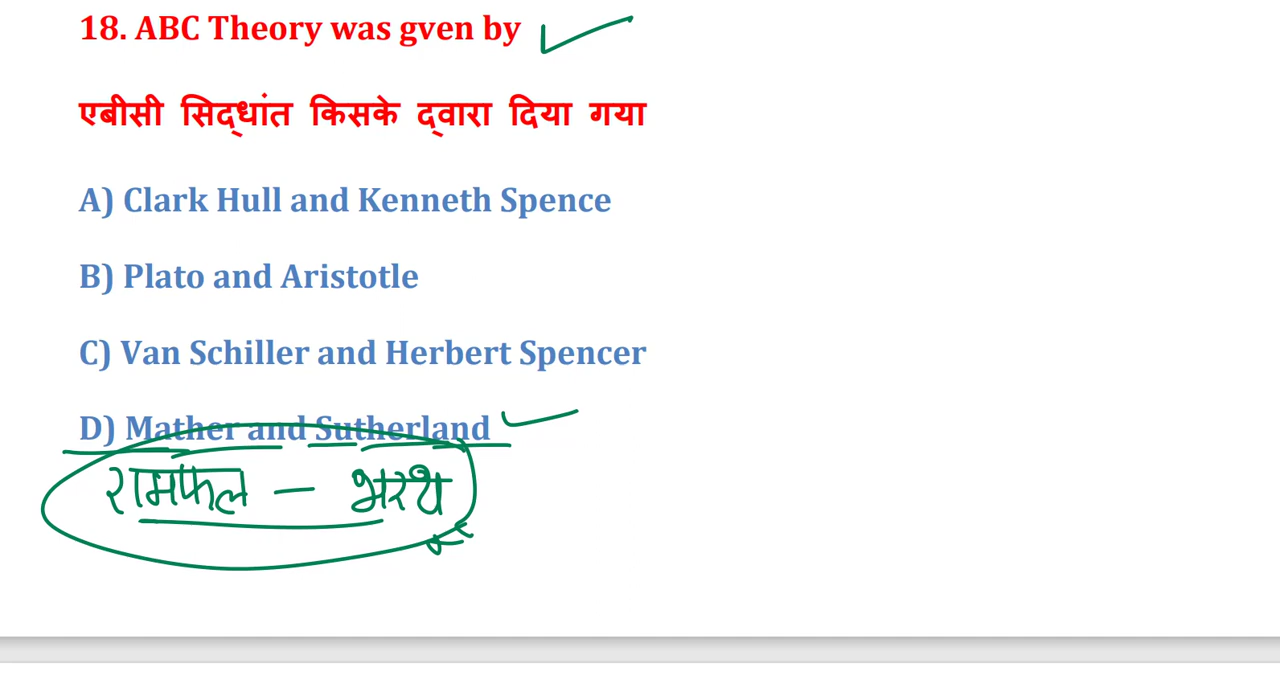 18. ABC Theory was gven by
एबीसी सिद्धांत किसके द्वारा दिया गया
A) Clark Hull and Kenneth Spence
B) Plato and Aristotle
C) Van Schiller and Herbert Spencer
D) Mather and Sutherland
रामफल - भरथ